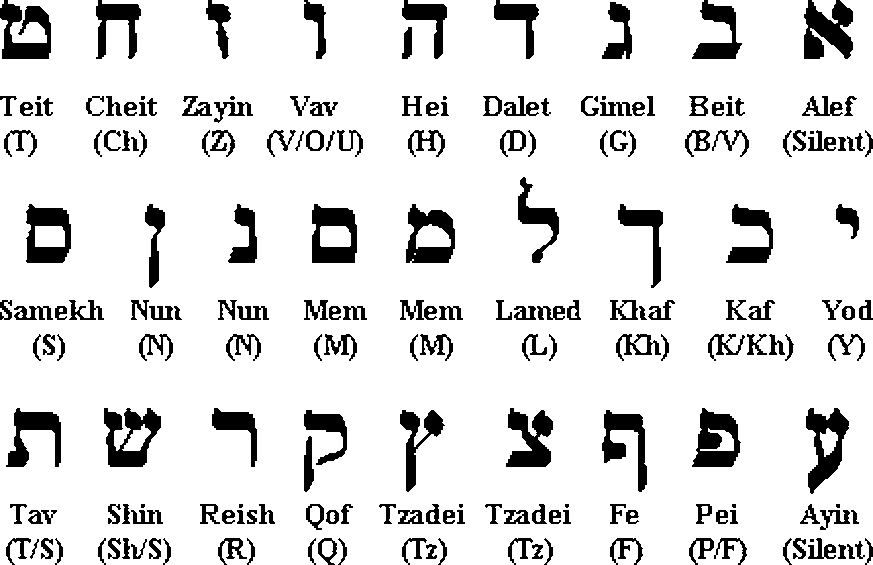 א ב ג ד ה ו ז ח ט
Teit Cheit Zayin Vav Hei Dalet Gimel Beit Alef
(T) (Ch) (Z) (V/O/U) (H) (D) (G) (B/V) (Silent)
י כ ך ל מ ם נ ן ס
Samekh Nun Nun Mem Mem Lamed Khaf Kaf Yod
(S) (N) (N) (M) (M) (L) (Kh) (K/Kh) (Y)
ע פ ף צ ץ ק ר ש ת
Tav Shin Reish Qof Tzadei Tzadei Fe Pei Ayin
(T/S) (Sh/S) (R) (Q) (Tz) (Tz) (F) (P/F) (Silent)